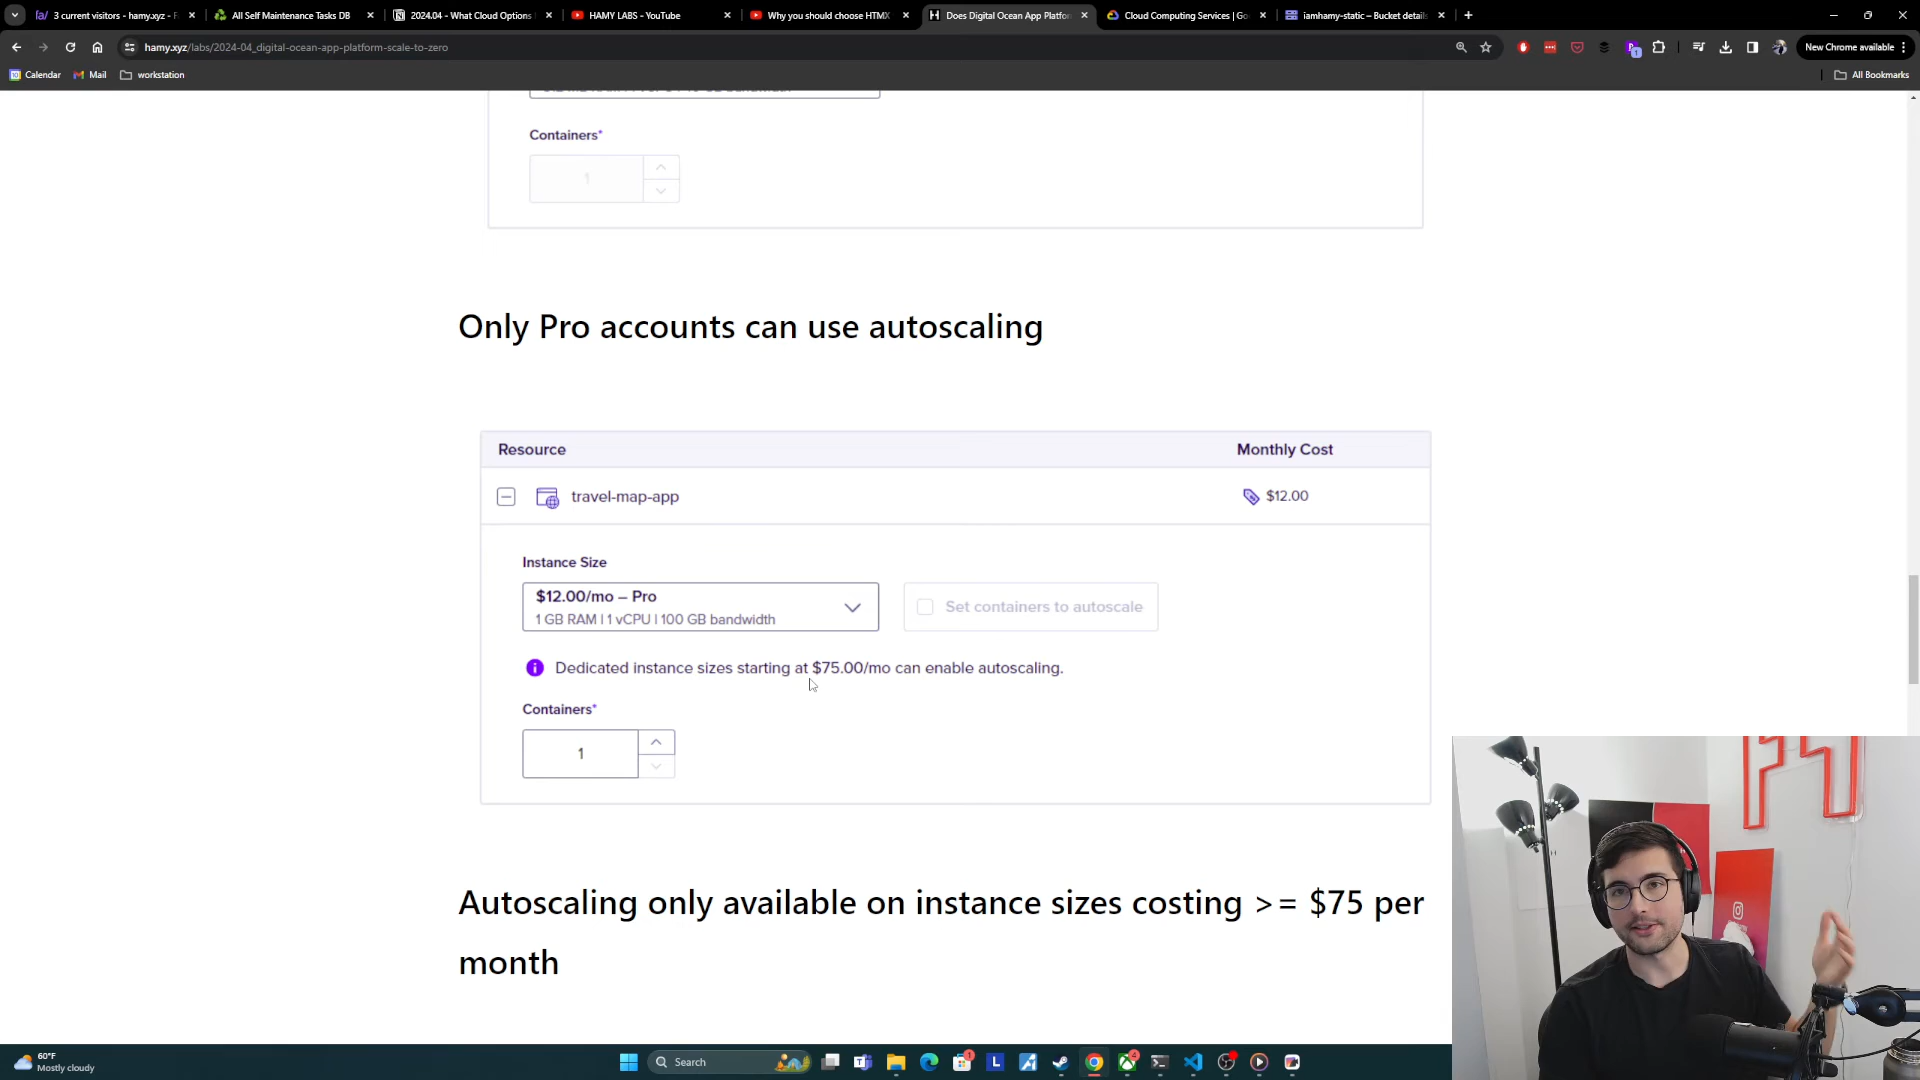 3 current visitors - hamy.xyz - F
All Self Maintenance Tasks DB
2024.04 - What Cloud Options
HAMY LABS - YouTube
Why you should choose HTMX
Does Digital Ocean App Platfor
Cloud Computing Services | Go
iamhamy-static – Bucket details
hamy.xyz/labs/2024-04_digital-ocean-app-platform-scale-to-zero
New Chrome available
Calendar
Mail
workstation
All Bookmarks
Containers*
1
Only Pro accounts can use autoscaling
Resource
Monthly Cost
travel-map-app
$12.00
Instance Size
$12.00/mo – Pro
1 GB RAM | 1 vCPU | 100 GB bandwidth
Set containers to autoscale
Dedicated instance sizes starting at $75.00/mo can enable autoscaling.
Containers*
1
Autoscaling only available on instance sizes costing >= $75 per
month
60°F
Mostly cloudy
Search